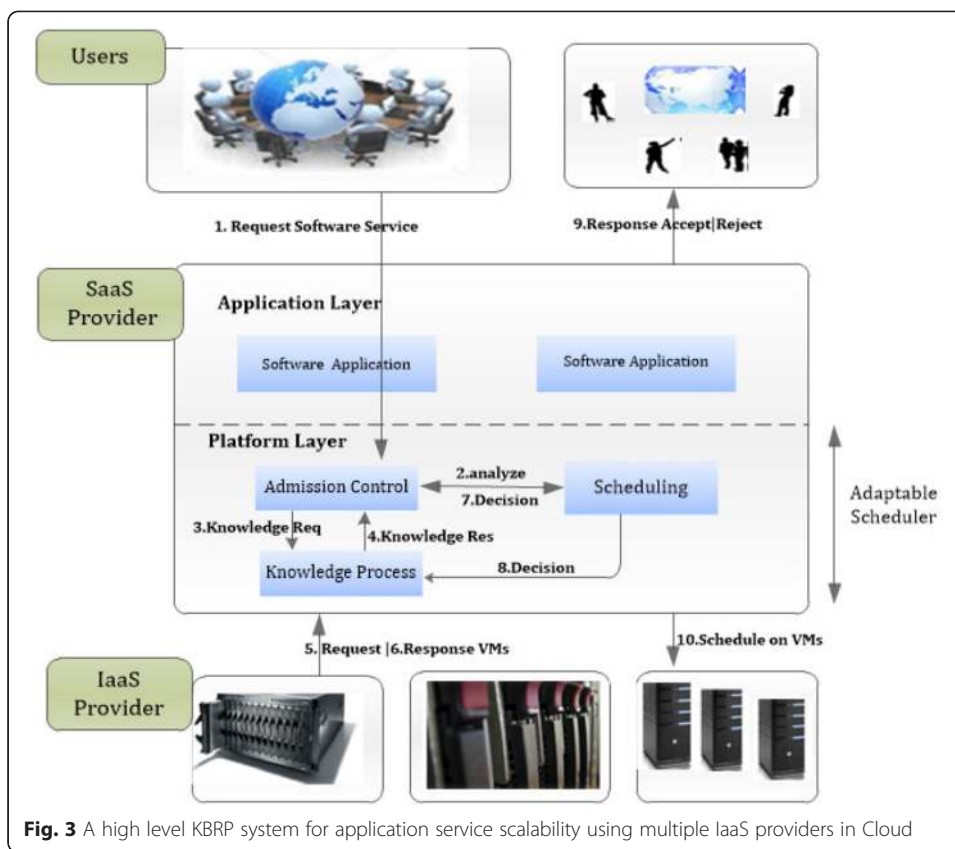 Users
1. Request Software Service
9.Response Accept|Reject
SaaS
Provider
Application Layer
Software Application
Software Application
Platform Layer
Admission Control
2.analyze
7.Decision
Scheduling
Adaptable
Scheduler
3.Knowledge Req
4.Knowledge Res
Knowledge Process
8.Decision
5. Request |6.Response VMs
10.Schedule on VMs
IaaS
Provider
Fig. 3 A high level KBRP system for application service scalability using multiple IaaS providers in Cloud